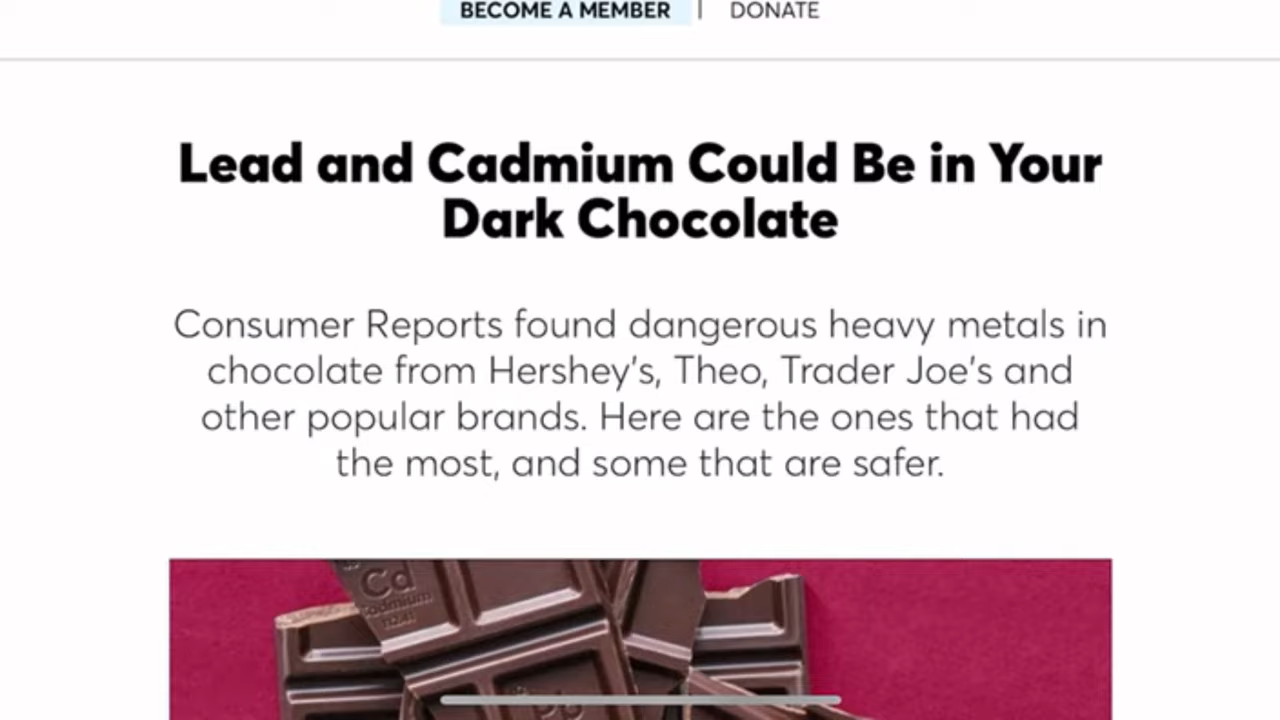 BECOME A MEMBER | DONATE
Lead and Cadmium Could Be in Your
Dark Chocolate
Consumer Reports found dangerous heavy metals in
chocolate from Hershey's, Theo, Trader Joe's and
other popular brands. Here are the ones that had
the most, and some that are safer.
Cd
Cadmium
Pb